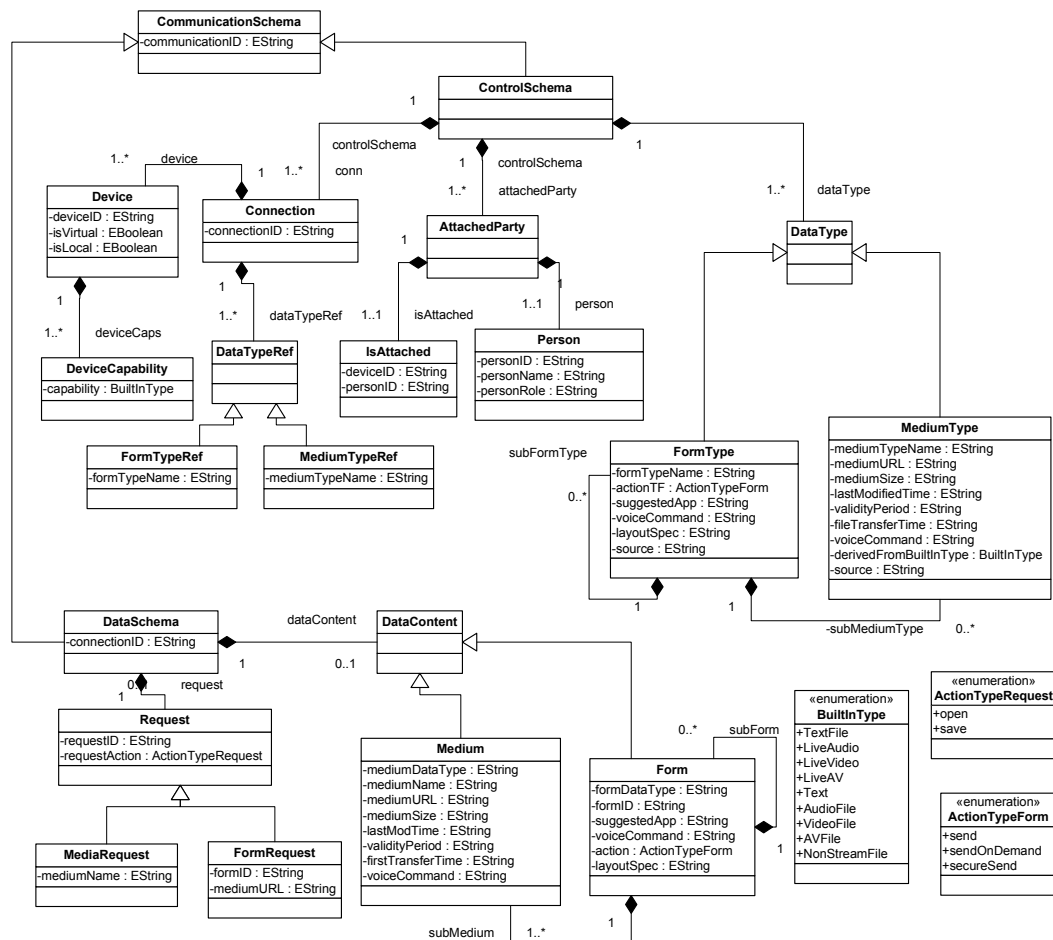 CommunicationSchema
-communicationID : EString
ControlSchema
1
1
controlSchema
1
controlSchema
1..*
device
1
1..*
conn
1..*
attachedParty
1..*
dataType
Device
-deviceID : EString
-isVirtual : EBoolean
-isLocal : EBoolean
Connection
-connectionID : EString
AttachedParty
DataType
1
1
1
1
1..*
deviceCaps
1..*
dataTypeRef
1..1
isAttached
1..1
person
DeviceCapability
-capability : BuiltInType
DataTypeRef
IsAttached
-deviceID : EString
-personID : EString
Person
-personID : EString
-personName : EString
-personRole : EString
FormTypeRef
-formTypeName : EString
MediumTypeRef
-mediumTypeName : EString
subFormType
0..*
FormType
-formTypeName : EString
-actionTF : ActionTypeForm
-suggestedApp : EString
-voiceCommand : EString
-layoutSpec : EString
-source : EString
1
1
MediumType
-mediumTypeName : EString
-mediumURL : EString
-mediumSize : EString
-lastModifiedTime : EString
-validityPeriod : EString
-fileTransferTime : EString
-voiceCommand : EString
-derivedFromBuiltInType : BuiltInType
-source : EString
-subMediumType
0..*
DataSchema
-connectionID : EString
dataContent
1
0..1
DataContent
0..1
1
request
Request
-requestID : EString
-requestAction : ActionTypeRequest
MediaRequest
-mediumName : EString
FormRequest
-formID : EString
-mediumURL : EString
Medium
-mediumDataType : EString
-mediumName : EString
-mediumURL : EString
-mediumSize : EString
-lastModTime : EString
-validityPeriod : EString
-firstTransferTime : EString
-voiceCommand : EString
0..*
subForm
Form
-formDataType : EString
-formID : EString
-suggestedApp : EString
-voiceCommand : EString
-action : ActionTypeForm
-layoutSpec : EString
1
1
subMedium
1..*
«enumeration»
BuiltInType
+TextFile
+LiveAudio
+LiveVideo
+LiveAV
+Text
+AudioFile
+VideoFile
+AVFile
+NonStreamFile
«enumeration»
ActionTypeRequest
+open
+save
«enumeration»
ActionTypeForm
+send
+sendOnDemand
+secureSend